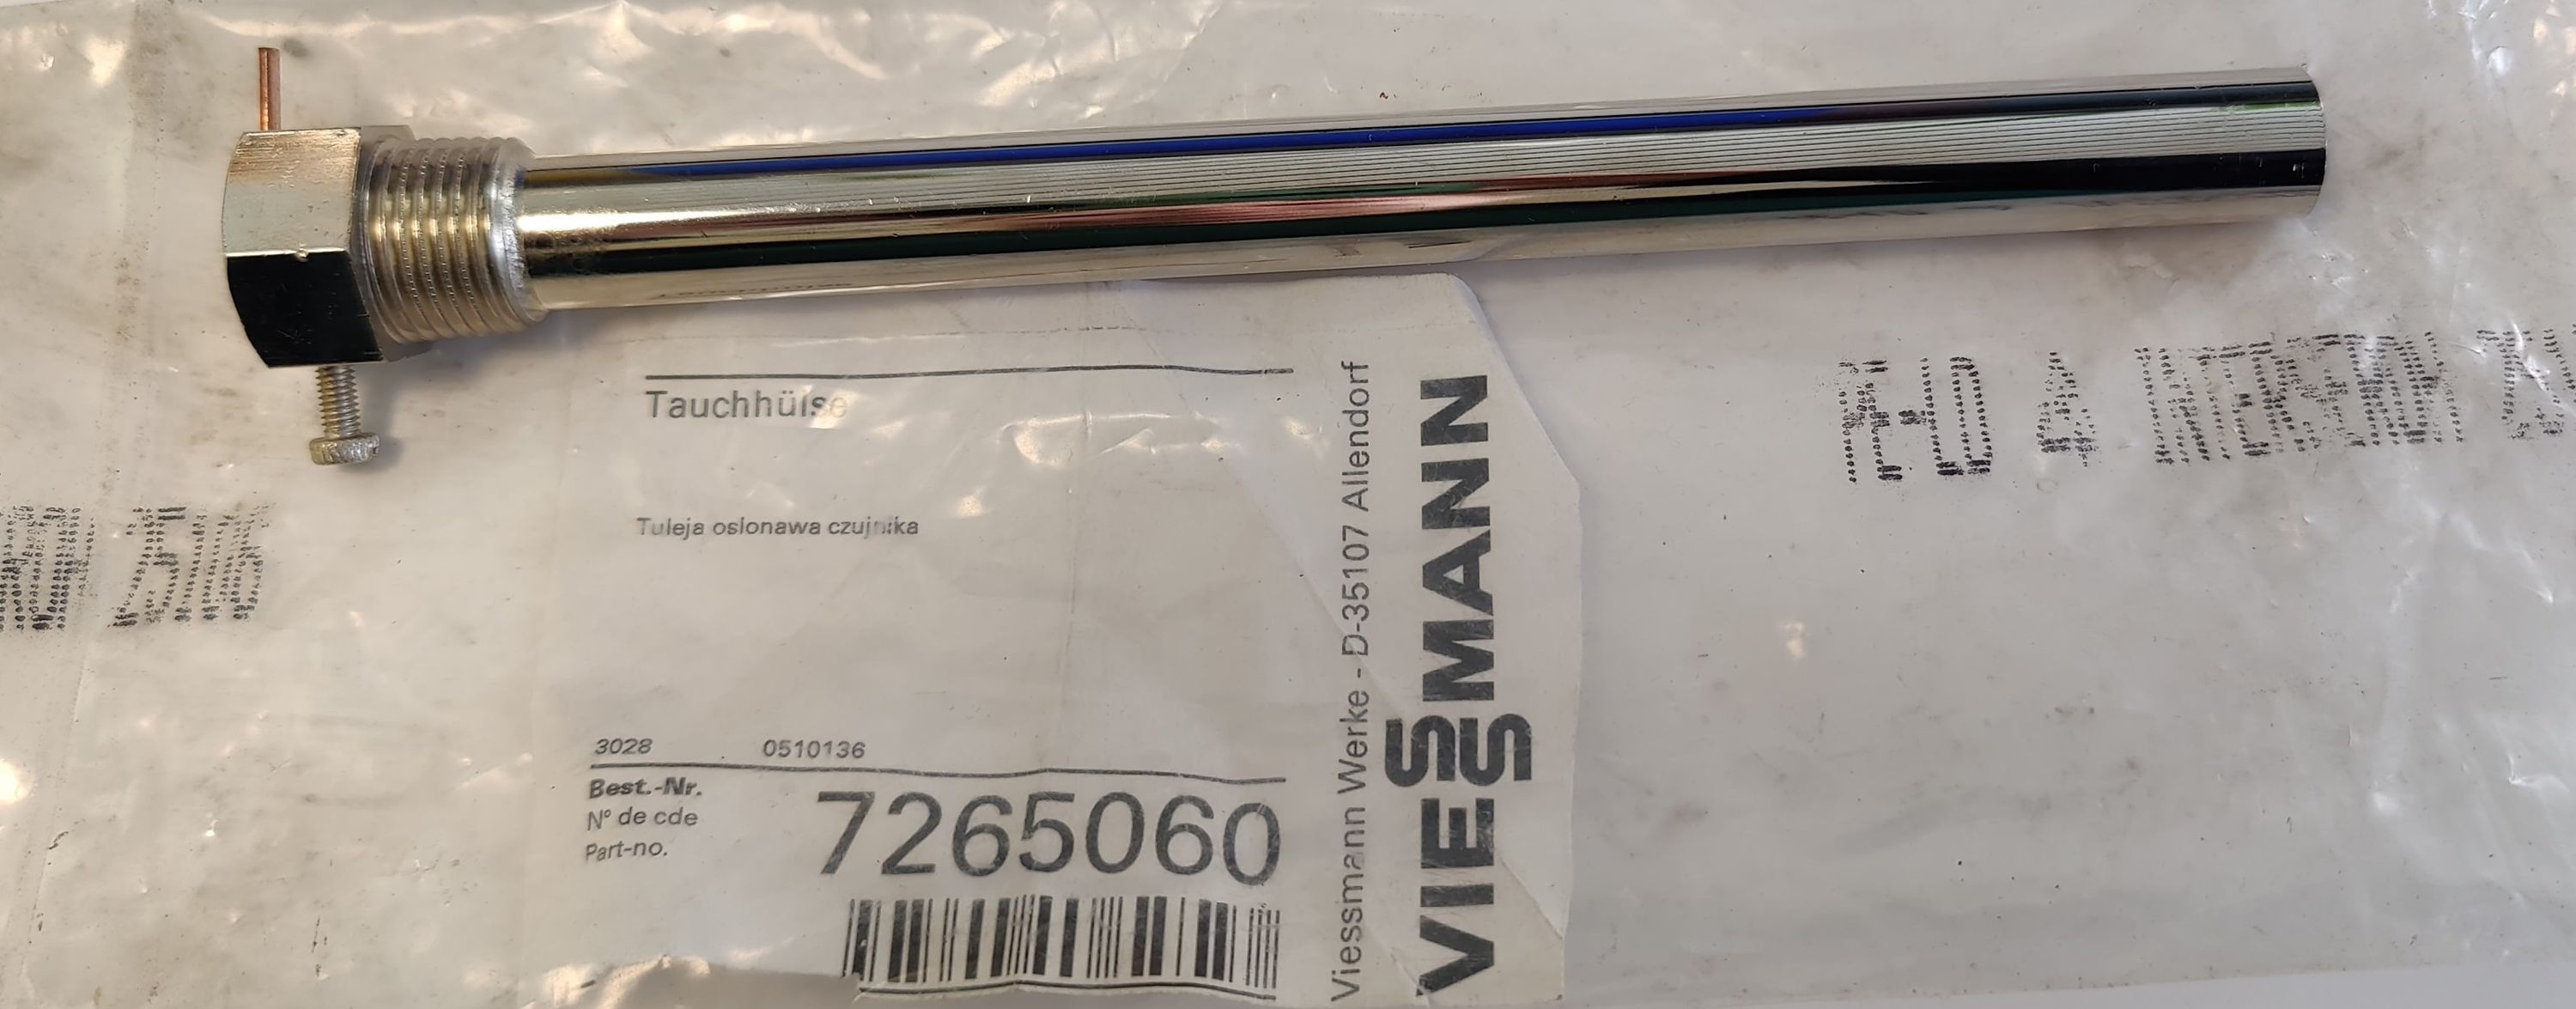 Tauchhülse
Tuleja oslonawa czujnika
3028 0510136
Best.-Nr.
N° de cde
Part-no.
7265060
Viessmann Werke - D-35107 Allendorf
VIESSMANN